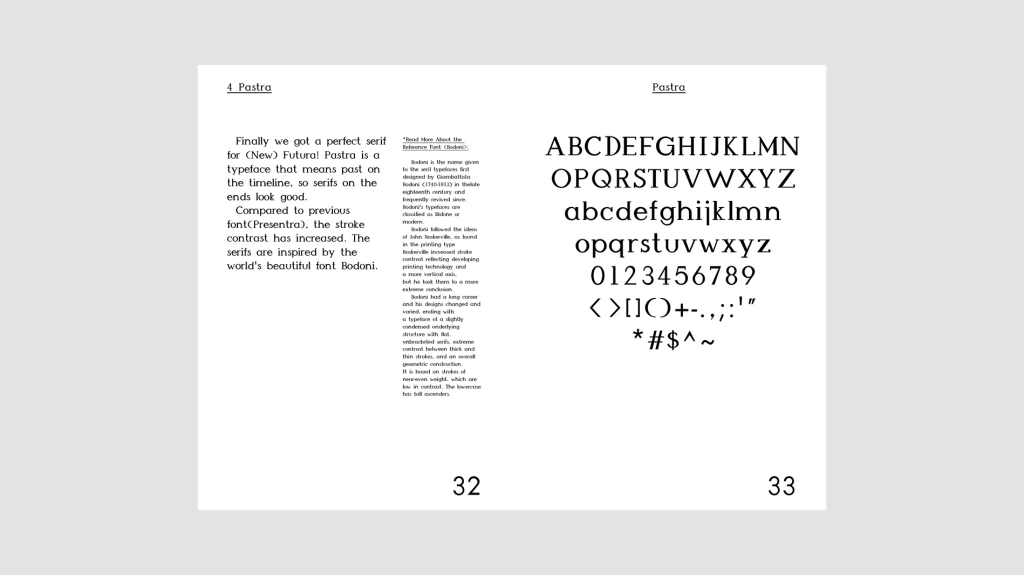 4 Pastra
Finally we got a perfect serif
for (New) Futura! Pastra is a
typeface that means past on
the timeline, so serifs on the
ends look good.
Compared to previous
font(Presentra), the stroke
contrast has increased. The
serifs are inspired by the
world's beautiful font Bodoni.
*Read More About the
Reference Font (Bodoni):
Bodoni is the name given
to the serif typefaces first
designed by Giambattista
Bodoni (1740-1813) in thelate
eighteenth century and
frequently revived since.
Bodoni's typefaces are
classified as Didone or
modern.
Bodoni followed the ideas
of John Baskerville, as found
in the printing type
Baskerville increased stroke
contrast reflecting developing
printing technology and
a more vertical axis,
but he took them to a more
extreme conclusion.
Bodoni had a long career
and his designs changed and
varied, ending with
a typeface of a slightly
condensed underlying
structure with flat,
unbracketed serifs, extreme
contrast between thick and
thin strokes, and an overall
geometric construction.
It is based on strokes of
near-even weight, which are
low in contrast. The lowercase
has tall ascenders.
32
Pastra
ABCDEFGHIJKLMN
OPQRSTUVWXYZ
abcdefghijklmn
opqrstuvwxyz
0123456789
<>[]()+-.,;:'"
*#$^~
33